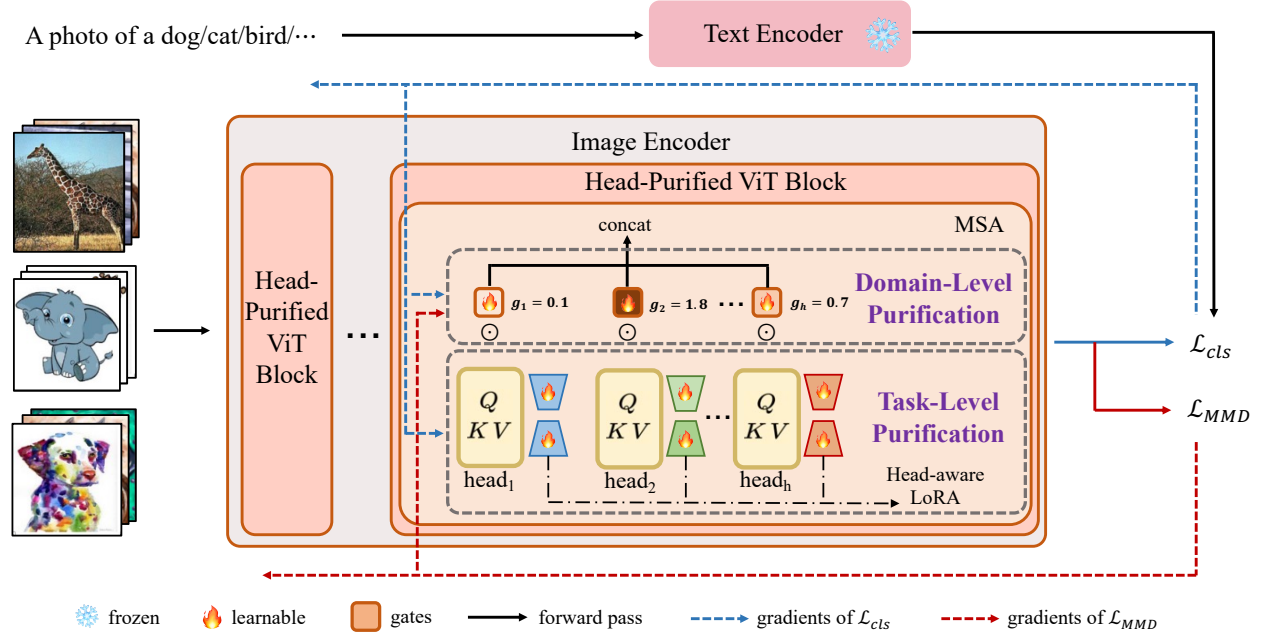 A photo of a dog/cat/bird/⋯
Text Encoder
Image Encoder
Head-Purified ViT Block
MSA
concat
Head-
Purified
ViT
Block
...
g₁ = 0.1
g₂ = 1.8
...
gₕ = 0.7
Domain-Level
Purification
⊙ ⊙ ⊙
Q
K V
Q
K V
...
Q
K V
Task-Level
Purification
head₁
head₂
headₕ
Head-aware
LoRA
ℒcls
ℒMMD
frozen
learnable
gates
forward pass
gradients of ℒcls
gradients of ℒMMD